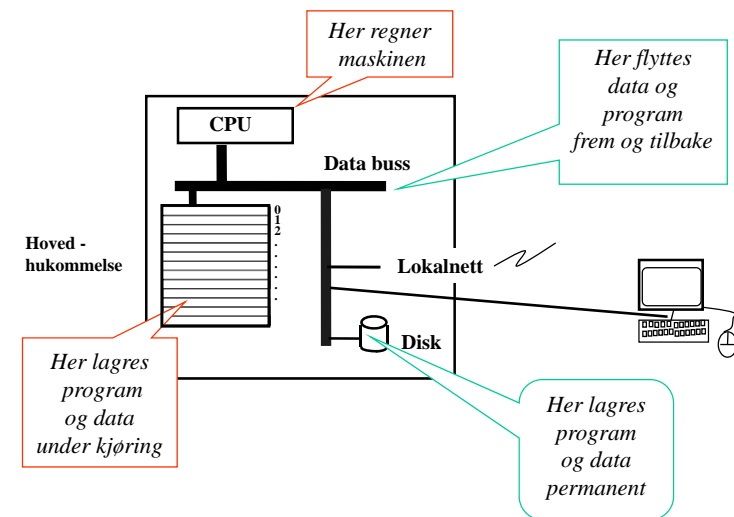 Her regner
maskinen
Her flyttes
data og
program
frem og tilbake
CPU
Data buss
0
1
2
.
.
.
.
.
.
Hoved -
hukommelse
Lokalnett
Disk
Her lagres
program
og data
under kjøring
Her lagres
program
og data
permanent